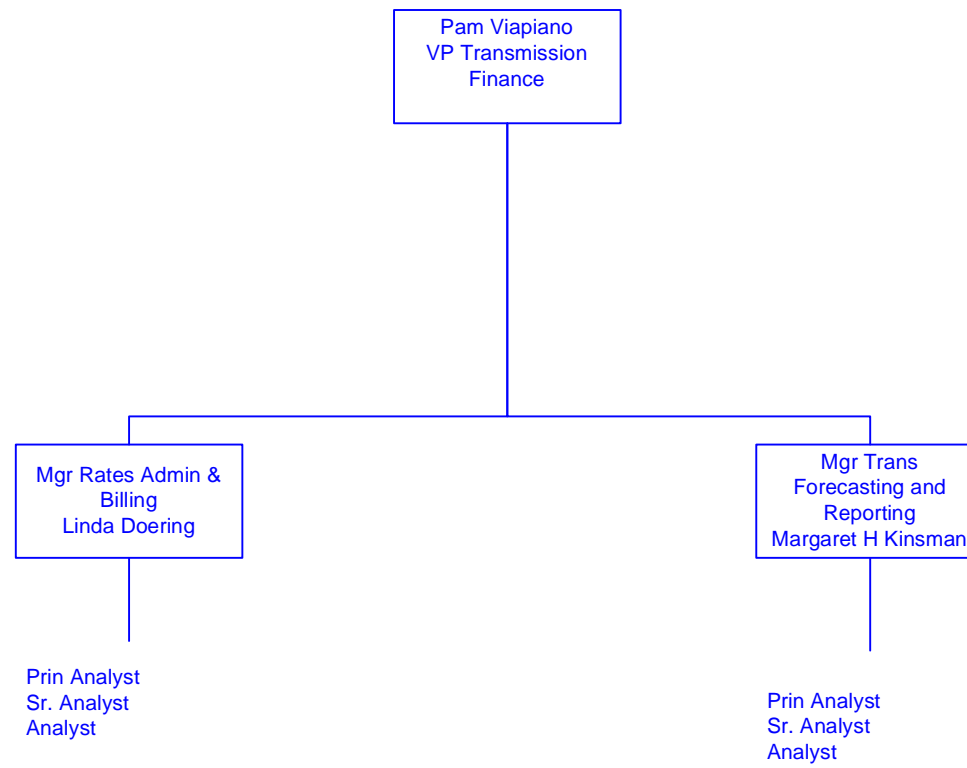 Pam Viapiano
VP Transmission
Finance
Mgr Rates Admin &
Billing
Linda Doering
Mgr Trans
Forecasting and
Reporting
Margaret H Kinsman
Prin Analyst
Sr. Analyst
Analyst
Prin Analyst
Sr. Analyst
Analyst